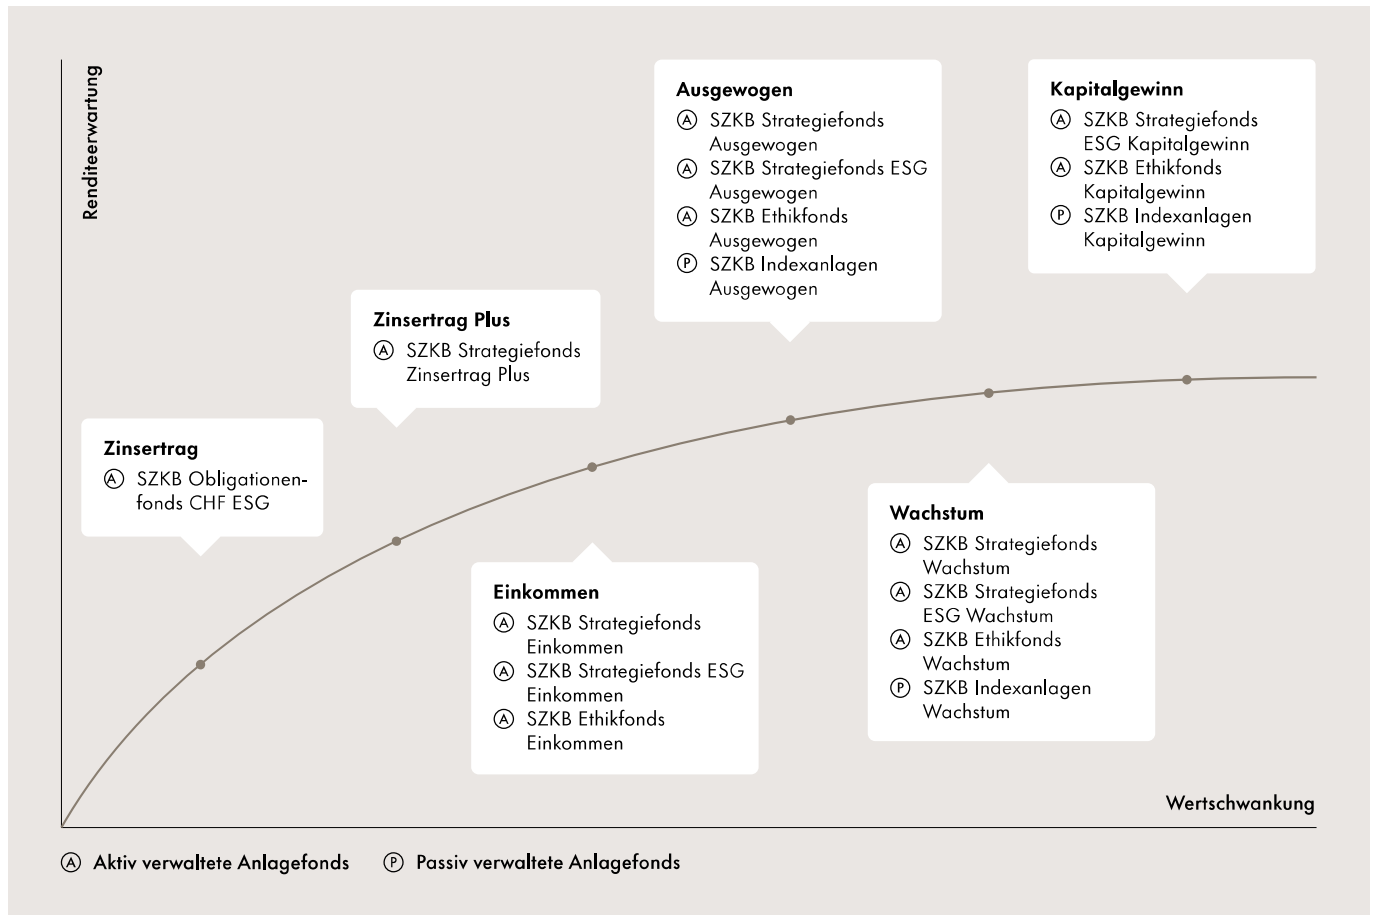 Renditeerwartung
Zinsertrag
A SZKB Obligationen-
fonds CHF ESG
Zinsertrag Plus
A SZKB Strategiefonds
Zinsertrag Plus
Einkommen
A SZKB Strategiefonds
Einkommen
A SZKB Strategiefonds ESG
Einkommen
A SZKB Ethikfonds
Einkommen
Ausgewogen
A SZKB Strategiefonds
Ausgewogen
A SZKB Strategiefonds ESG
Ausgewogen
A SZKB Ethikfonds
Ausgewogen
P SZKB Indexanlagen
Ausgewogen
Wachstum
A SZKB Strategiefonds
Wachstum
A SZKB Strategiefonds
ESG Wachstum
A SZKB Ethikfonds
Wachstum
P SZKB Indexanlagen
Wachstum
Kapitalgewinn
A SZKB Strategiefonds
ESG Kapitalgewinn
A SZKB Ethikfonds
Kapitalgewinn
P SZKB Indexanlagen
Kapitalgewinn
Wertschwankung
A Aktiv verwaltete Anlagefonds P Passiv verwaltete Anlagefonds